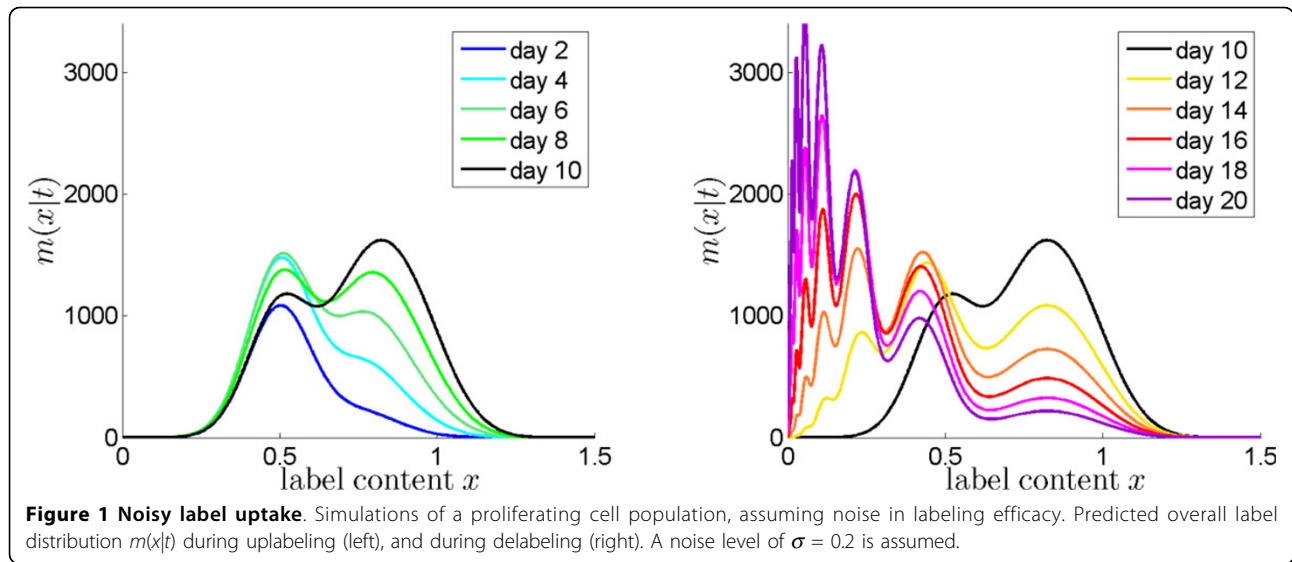 3000
2000
1000
0
m(x|t)
0
0.5
1
1.5
label content x
day 2
day 4
day 6
day 8
day 10
3000
2000
1000
0
m(x|t)
0
0.5
1
1.5
label content x
day 10
day 12
day 14
day 16
day 18
day 20
Figure 1 Noisy label uptake. Simulations of a proliferating cell population, assuming noise in labeling efficacy. Predicted overall label
distribution m(x|t) during uplabeling (left), and during delabeling (right). A noise level of σ = 0.2 is assumed.